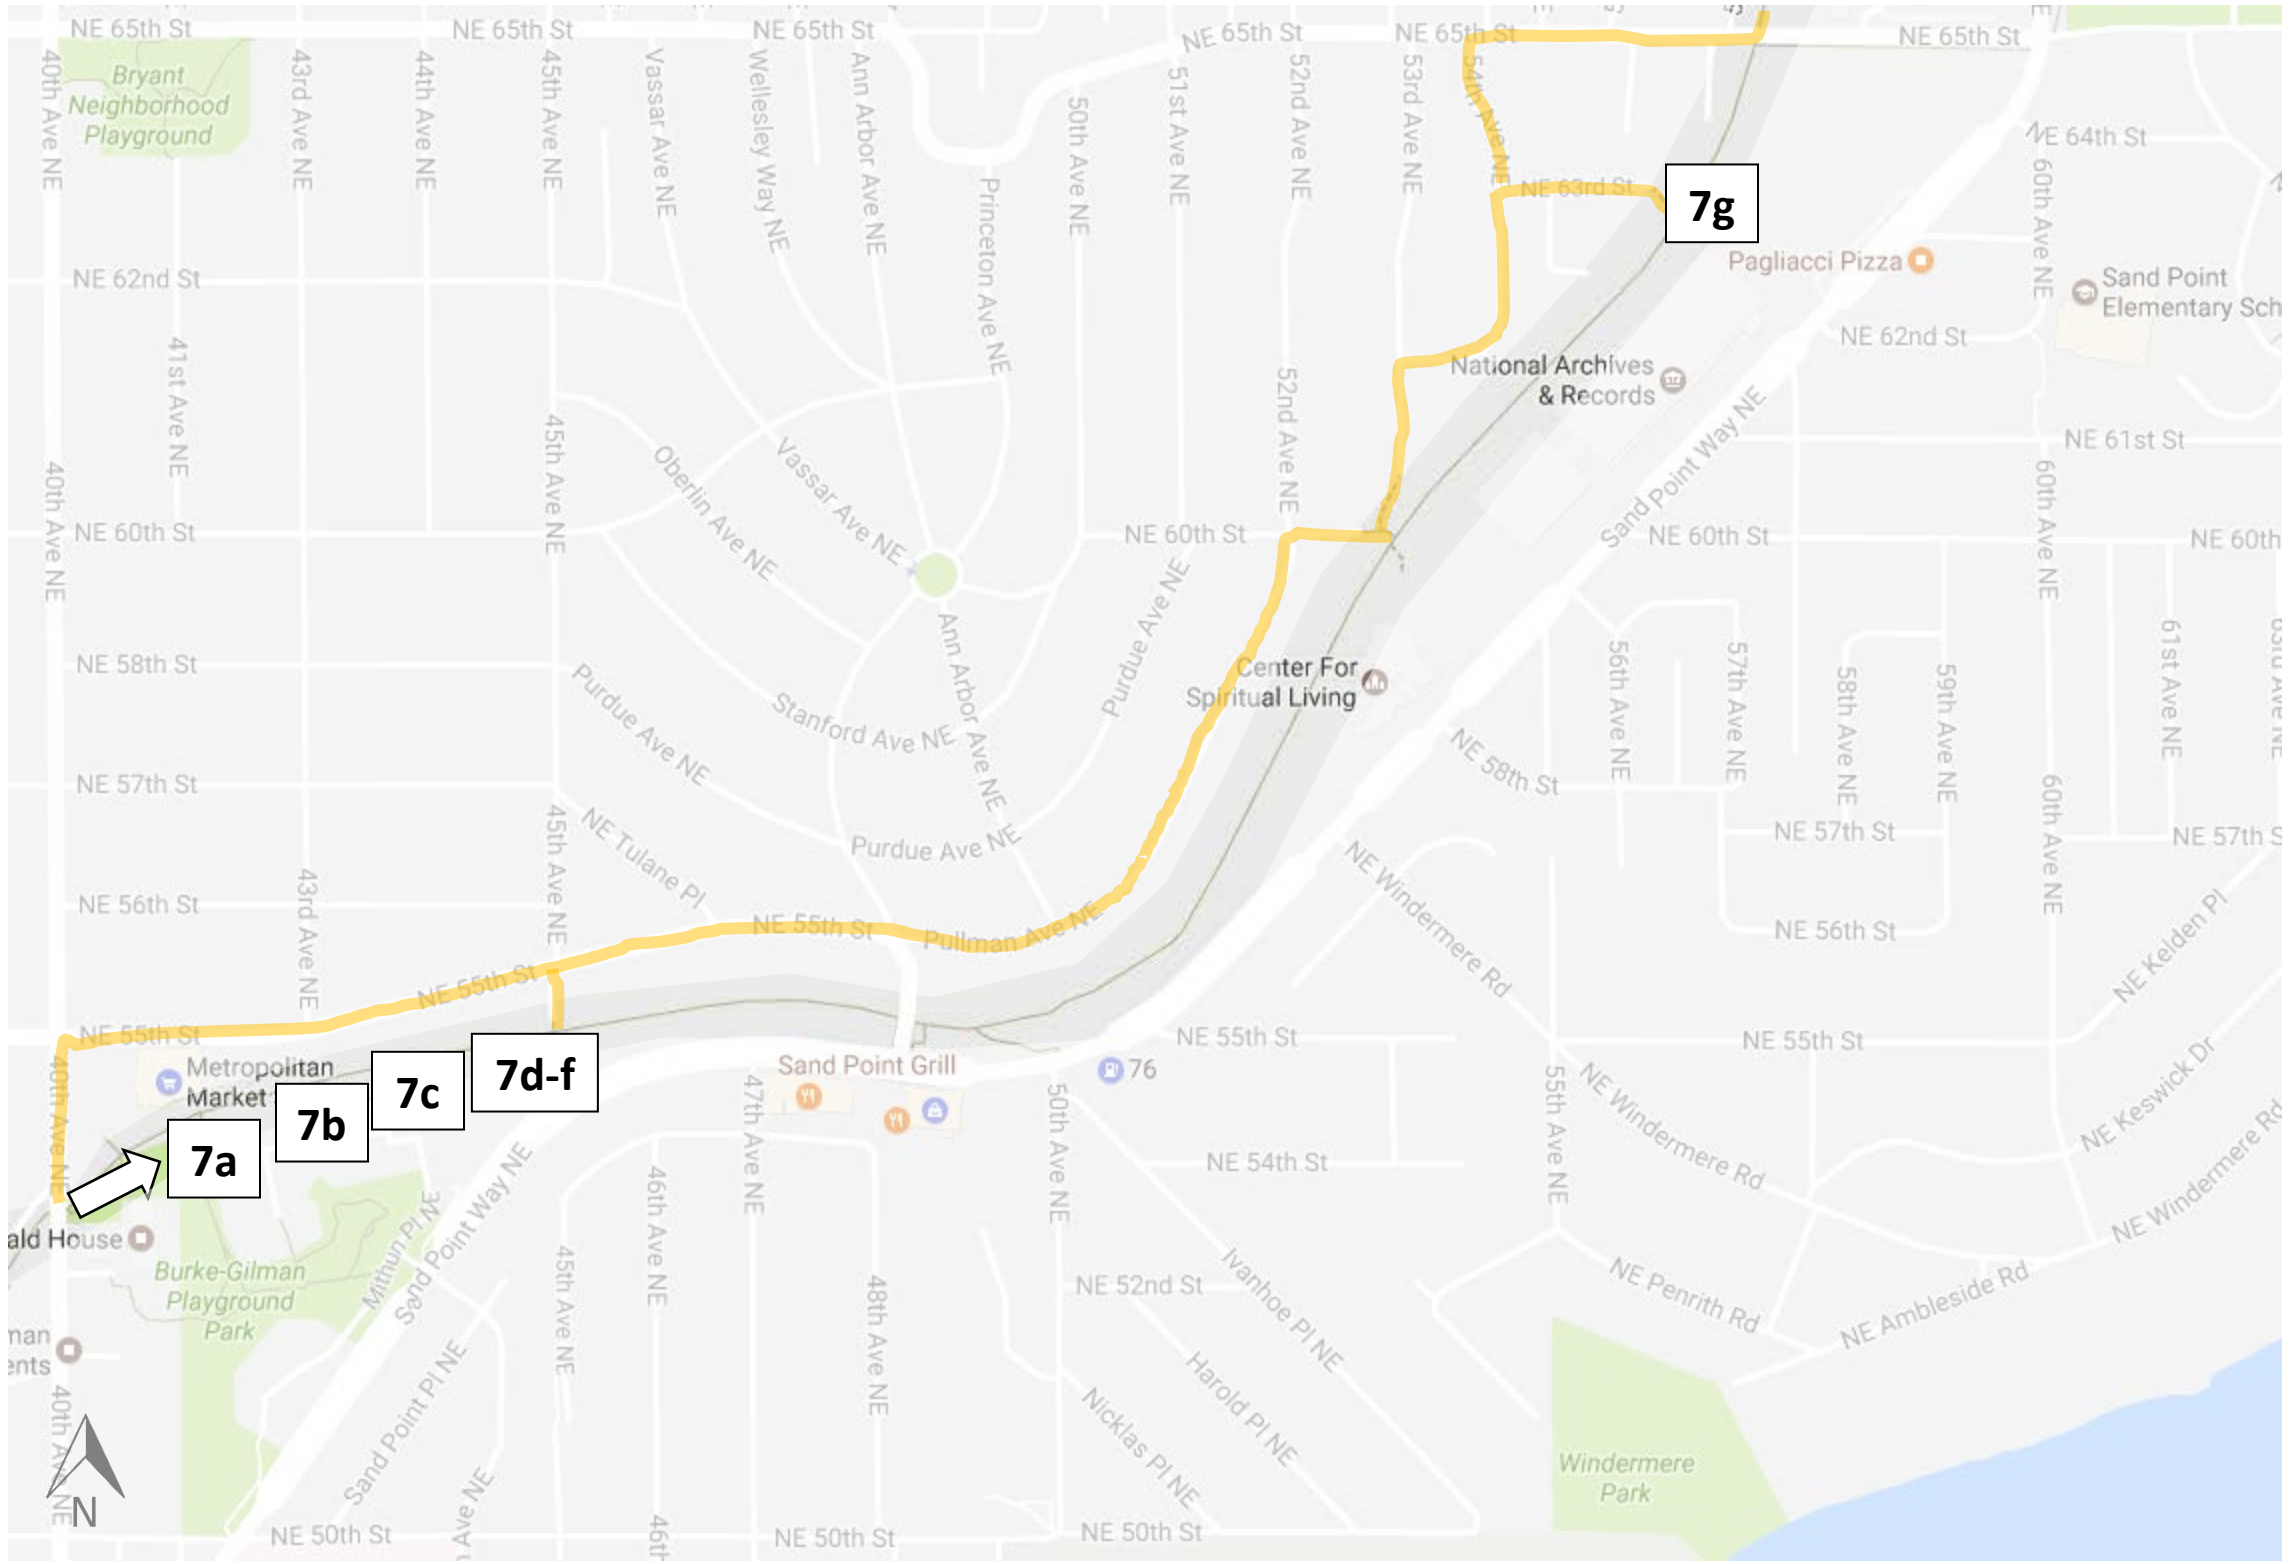 NE 65th St
NE 65th St
NE 65th St
NE 65th St
NE 65th St
NE 65th St
Bryant
Neighborhood
Playground
40th Ave NE
43rd Ave NE
44th Ave NE
45th Ave NE
Vassar Ave NE
Wellesley Way NE
Ann Arbor Ave NE
Princeton Ave NE
50th Ave NE
51st Ave NE
52nd Ave NE
53rd Ave NE
54th Ave NE
NE 64th St
60th Ave NE
NE 63rd St
7g
Pagliacci Pizza
Sand Point
Elementary Sch
NE 62nd St
NE 62nd St
41st Ave NE
National Archives
& Records
52nd Ave NE
45th Ave NE
40th Ave NE
Oberlin Ave NE
Vassar Ave NE
Sand Point Way NE
NE 61st St
60th Ave NE
NE 60th St
NE 60th St
NE 60th St
NE 60th
Purdue Ave NE
Ann Arbor Ave NE
Center For
Spiritual Living
NE 58th St
Purdue Ave NE
Stanford Ave NE
56th Ave NE
57th Ave NE
58th Ave NE
59th Ave NE
61st Ave NE
63rd Ave NE
NE 58th St
NE 57th St
45th Ave NE
NE Tulane Pl
Purdue Ave NE
NE Windermere Rd
NE 57th St
60th Ave NE
NE 57th S
NE 56th St
43rd Ave NE
NE 55th St
Pullman Ave NE
NE 56th St
NE Kelden Pl
NE 55th St
NE 55th St
40th Ave NE
Metropolitan
Market
7a
7b
7c
7d-f
Sand Point Grill
76
NE 55th St
NE 55th St
47th Ave NE
50th Ave NE
55th Ave NE
NE Windermere Rd
NE Keswick Dr
NE Windermere Rd
NE 54th St
46th Ave NE
Sand Point Way NE
Mithun Pl NE
ald House
Burke-Gilman
Playground
Park
45th Ave NE
48th Ave NE
NE 52nd St
Ivanhoe Pl NE
NE Penrith Rd
NE Ambleside Rd
man
ents
40th Ave NE
Sand Point Pl NE
Harold Pl NE
Nicklas Pl NE
Windermere
Park
N
Ave NE
46th
NE 50th St
NE 50th St
NE 50th St